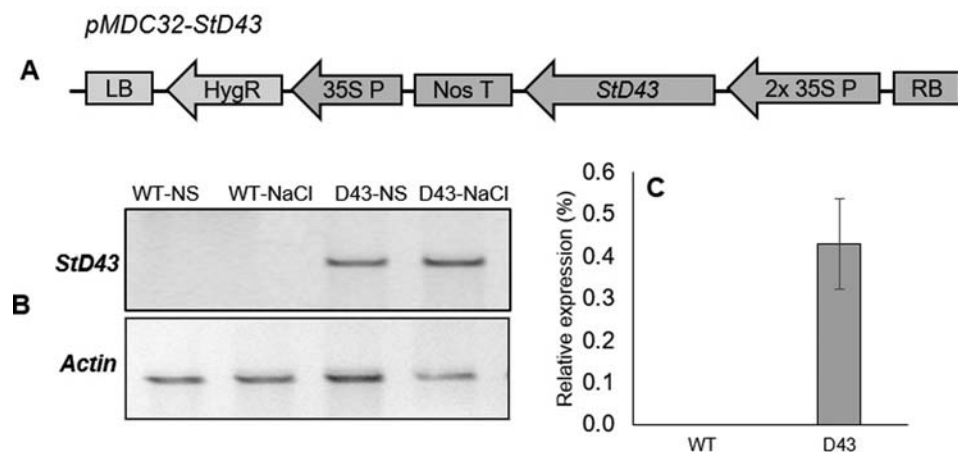 pMDC32-StD43
A
LB HygR 35S P Nos T StD43 2x 35S P RB
WT-NS WT-NaCl D43-NS D43-NaCl
StD43
B
Actin
C
Relative expression (%)
0.6
0.5
0.4
0.3
0.2
0.1
0.0
WT D43